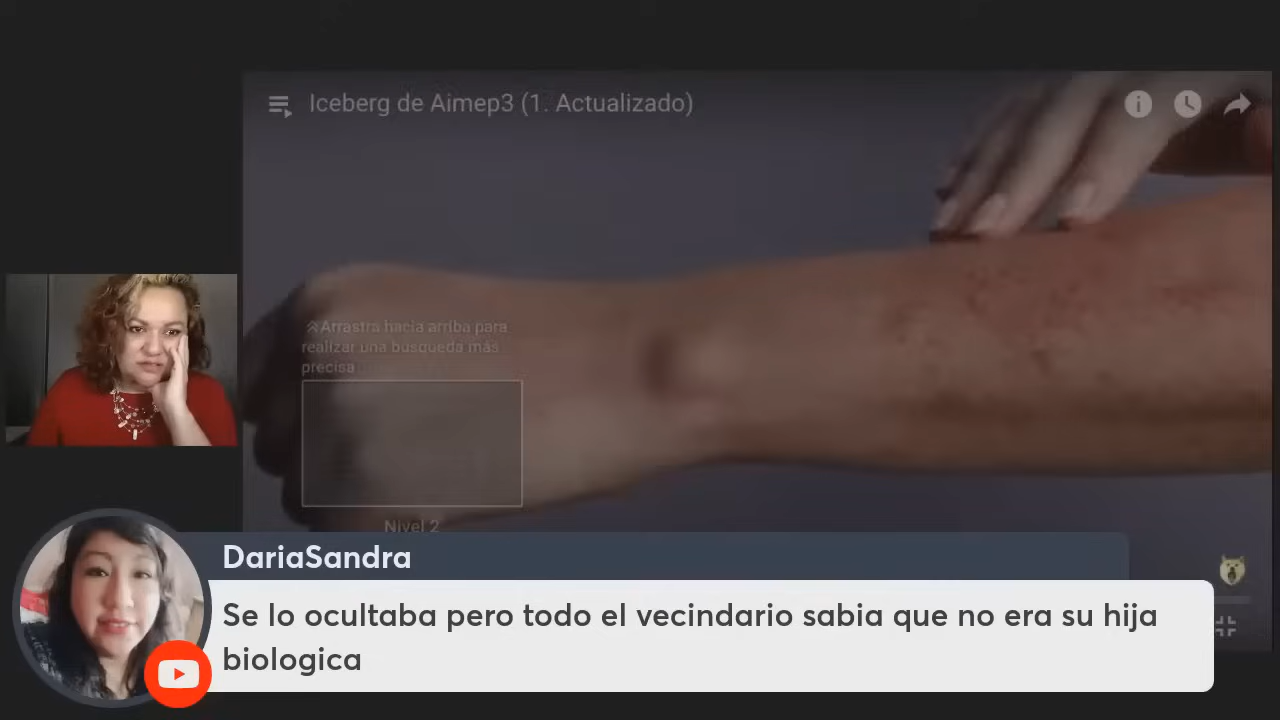 Iceberg de Aimep3 (1. Actualizado)
Arrastra hacia arriba para
realizar una búsqueda más
precisa
Nivel 2
DariaSandra
Se lo ocultaba pero todo el vecindario sabia que no era su hija
biologica